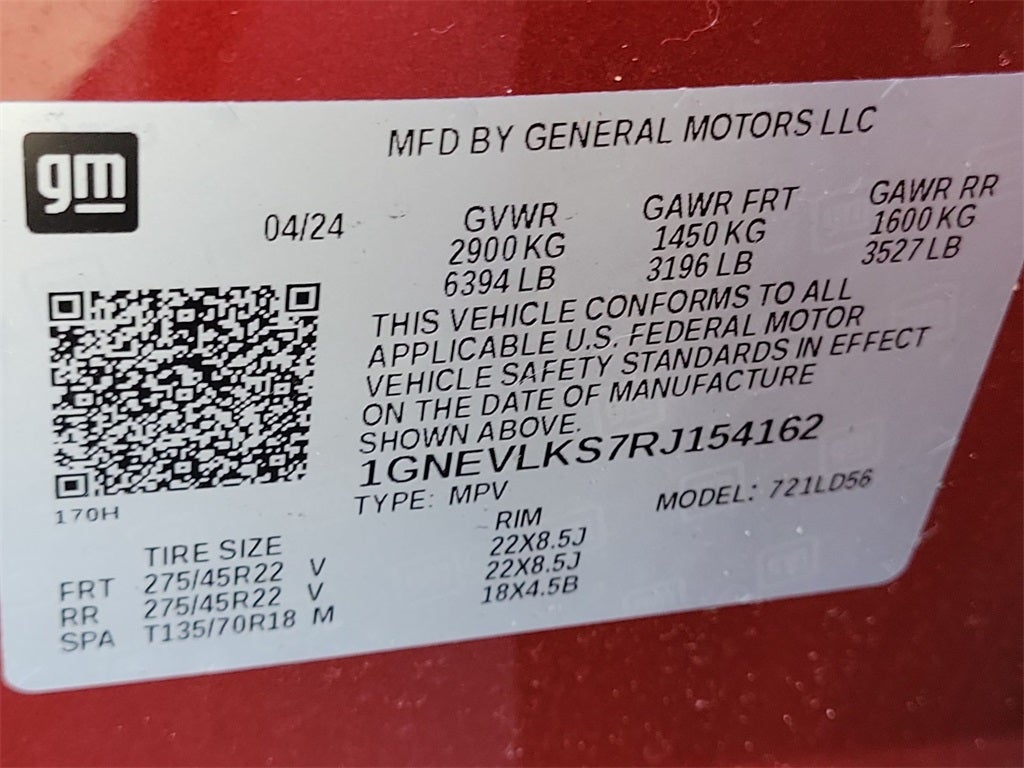 gm
MFD BY GENERAL MOTORS LLC
04/24
GVWR
2900 KG
6394 LB
GAWR FRT
1450 KG
3196 LB
GAWR RR
1600 KG
3527 LB
THIS VEHICLE CONFORMS TO ALL
APPLICABLE U.S. FEDERAL MOTOR
VEHICLE SAFETY STANDARDS IN EFFECT
ON THE DATE OF MANUFACTURE
SHOWN ABOVE.
1GNEVLKS7RJ154162
TYPE: MPV MODEL: 721LD56
170H
TIRE SIZE RIM
FRT 275/45R22 V 22X8.5J
RR 275/45R22 V 22X8.5J
SPA T135/70R18 M 18X4.5B